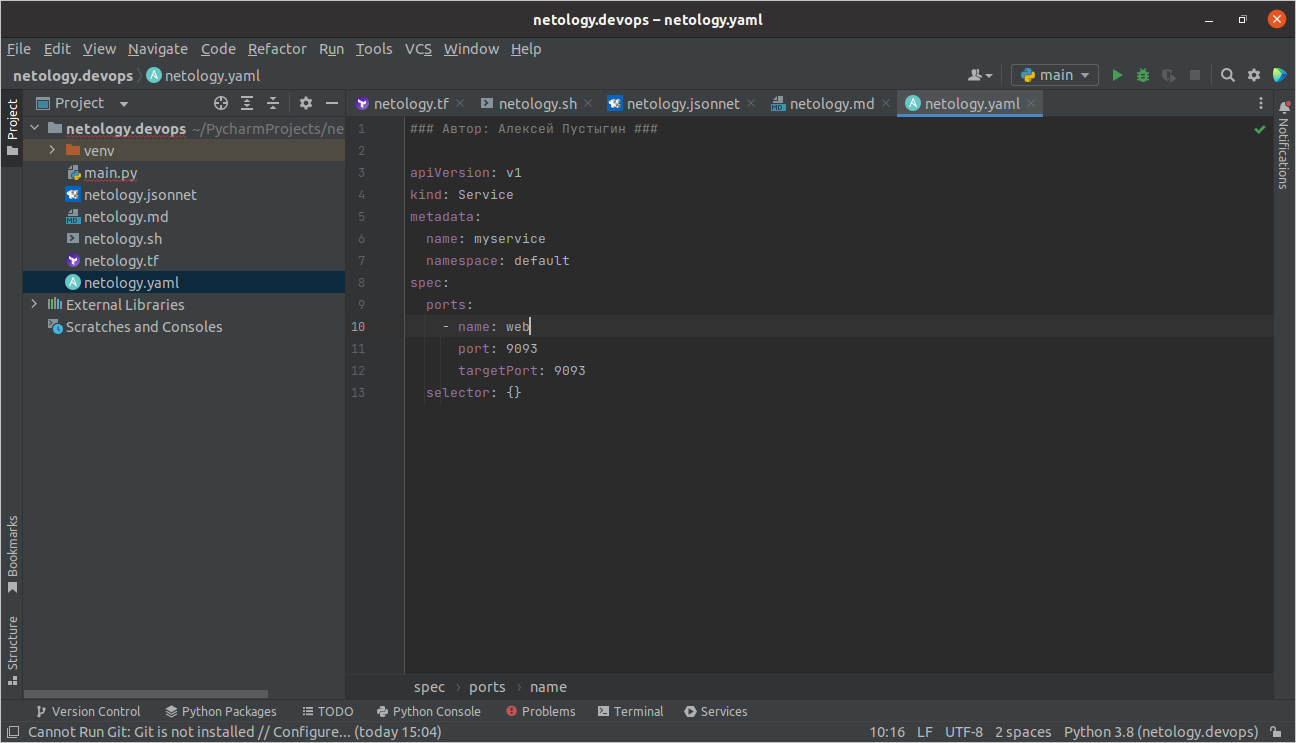 netology.devops – netology.yaml
File Edit View Navigate Code Refactor Run Tools VCS Window Help
netology.devops netology.yaml main
Project
netology.tf netology.sh netology.jsonnet netology.md netology.yaml
Project
netology.devops ~/PycharmProjects/ne
venv
main.py
netology.jsonnet
netology.md
netology.sh
netology.tf
netology.yaml
External Libraries
Scratches and Consoles
1 ### Автор: Алексей Пустыгин ###
2
3 apiVersion: v1
4 kind: Service
5 metadata:
6   name: myservice
7   namespace: default
8 spec:
9   ports:
10     - name: web
11       port: 9093
12       targetPort: 9093
13   selector: {}
Notifications
Bookmarks
Structure
spec › ports › name
Version Control Python Packages TODO Python Console Problems Terminal Services
Cannot Run Git: Git is not installed // Configure... (today 15:04) 10:16 LF UTF-8 2 spaces Python 3.8 (netology.devops)